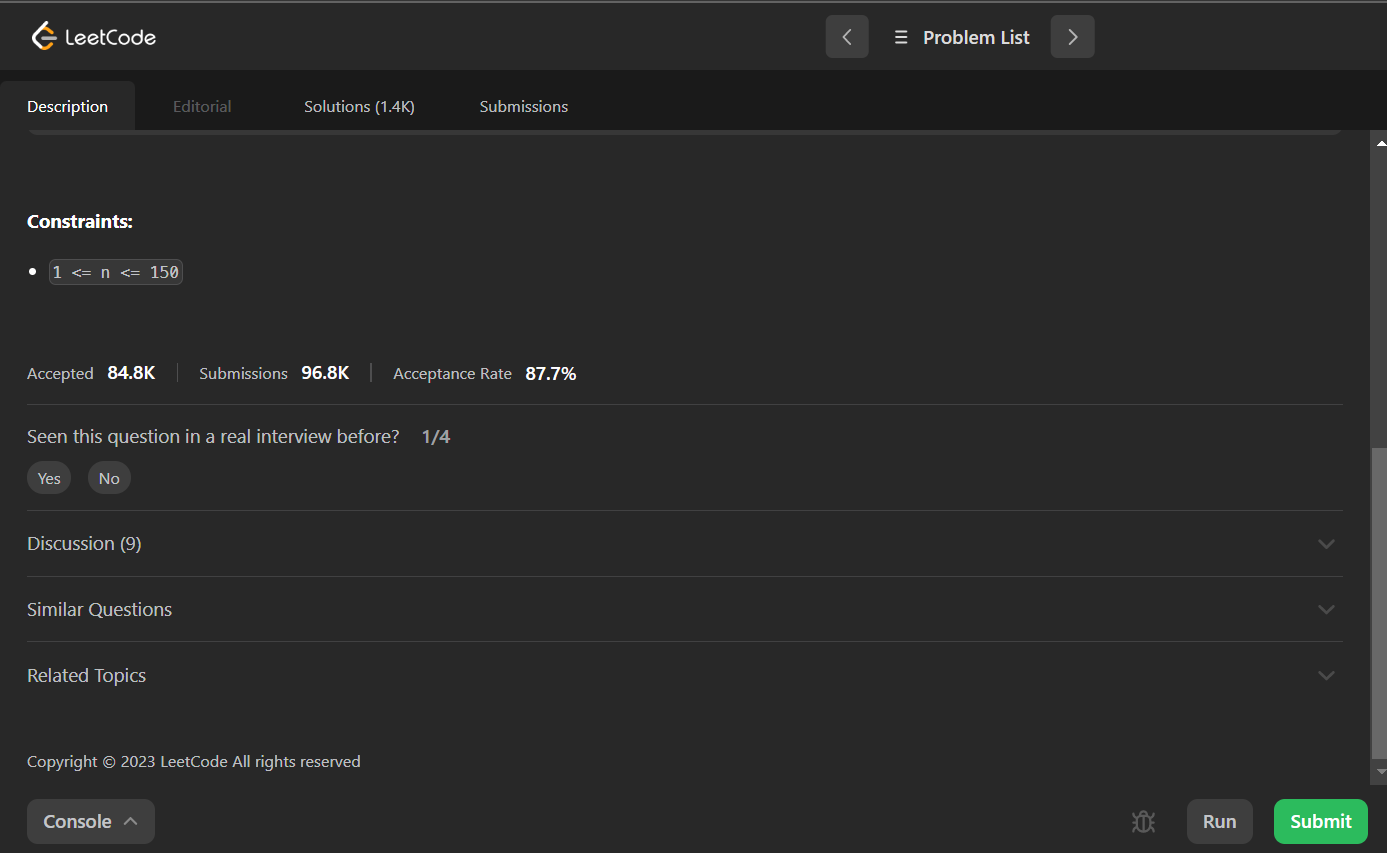 LeetCode
Problem List
Description Editorial Solutions (1.4K) Submissions
Constraints:
1 <= n <= 150
Accepted 84.8K Submissions 96.8K Acceptance Rate 87.7%
Seen this question in a real interview before? 1/4
Yes No
Discussion (9)
Similar Questions
Related Topics
Copyright © 2023 LeetCode All rights reserved
Console Run Submit